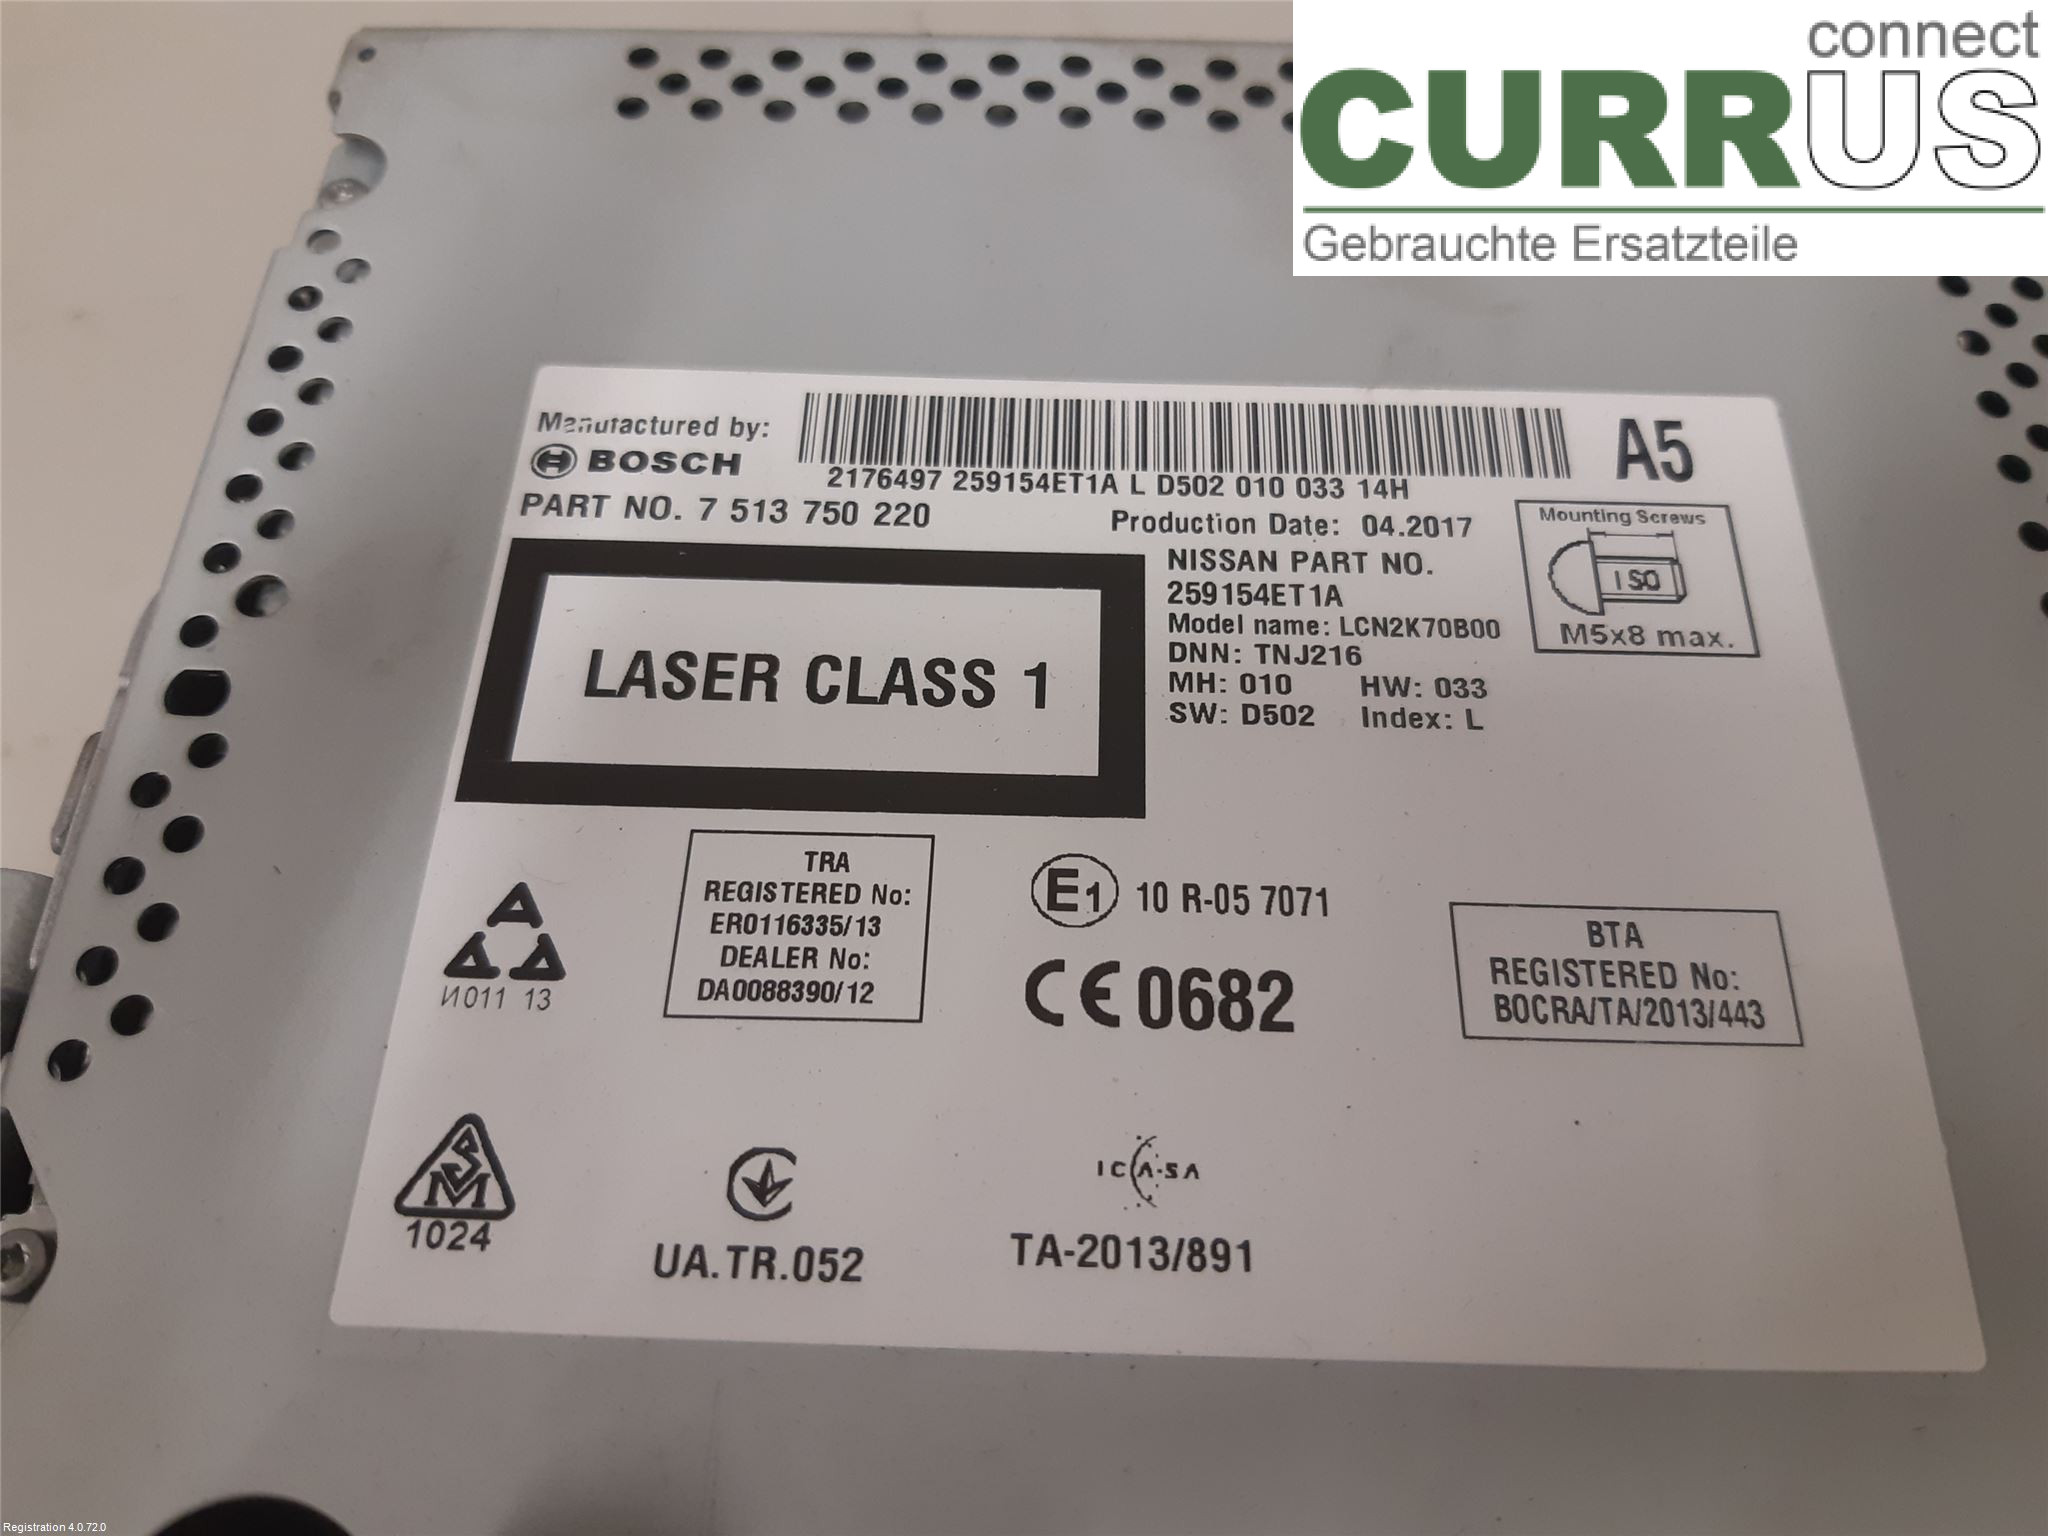 connect
CURRUS
Gebrauchte Ersatzteile
Manufactured by:
BOSCH
2176497 259154ET1A L D502 010 033 14H
A5
PART NO. 7 513 750 220
Production Date: 04.2017
Mounting Screws
ISO
M5x8 max.
NISSAN PART NO.
259154ET1A
Model name: LCN2K70B00
DNN: TNJ216
MH: 010 HW: 033
SW: D502 Index: L
LASER CLASS 1
TRA
REGISTERED No:
ER0116335/13
DEALER No:
DA0088390/12
E1 10 R-05 7071
CE 0682
BTA
REGISTERED No:
BOCRA/TA/2013/443
И011 13
SM
1024
UA.TR.052
ICASA
TA-2013/891
Registration 4.0.72.0